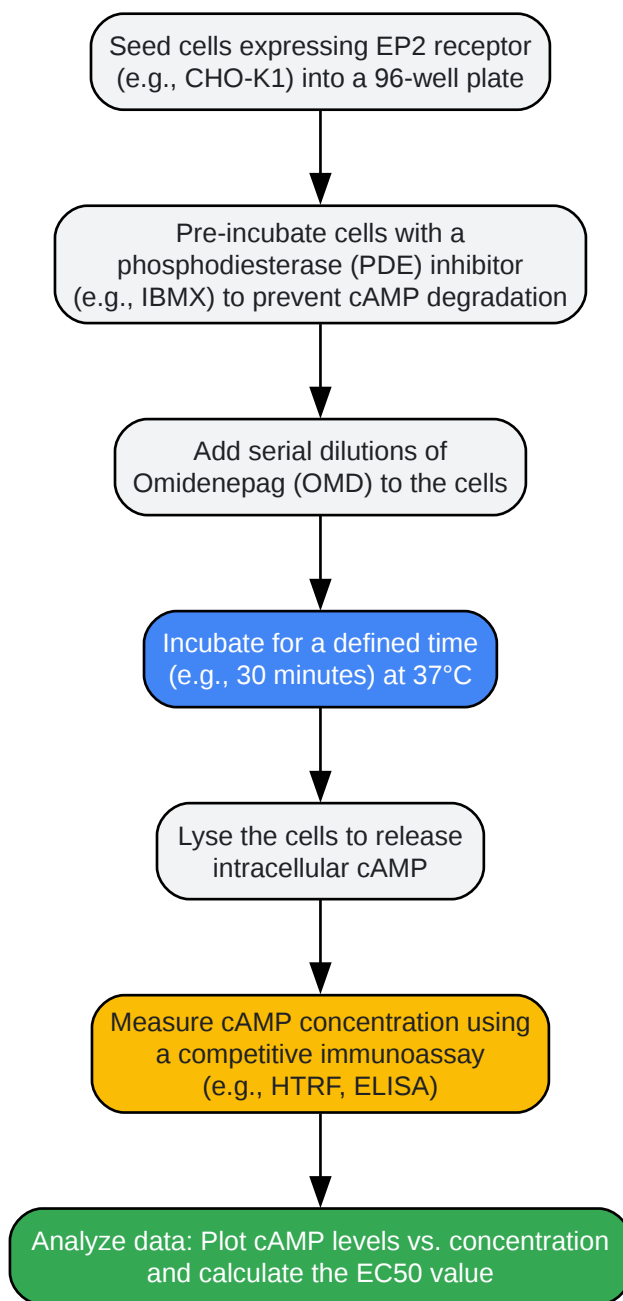 Seed cells expressing EP2 receptor
(e.g., CHO-K1) into a 96-well plate
Pre-incubate cells with a
phosphodiesterase (PDE) inhibitor
(e.g., IBMX) to prevent cAMP degradation
Add serial dilutions of
Omidenepag (OMD) to the cells
Incubate for a defined time
(e.g., 30 minutes) at 37°C
Lyse the cells to release
intracellular cAMP
Measure cAMP concentration using
a competitive immunoassay
(e.g., HTRF, ELISA)
Analyze data: Plot cAMP levels vs. concentration
and calculate the EC50 value